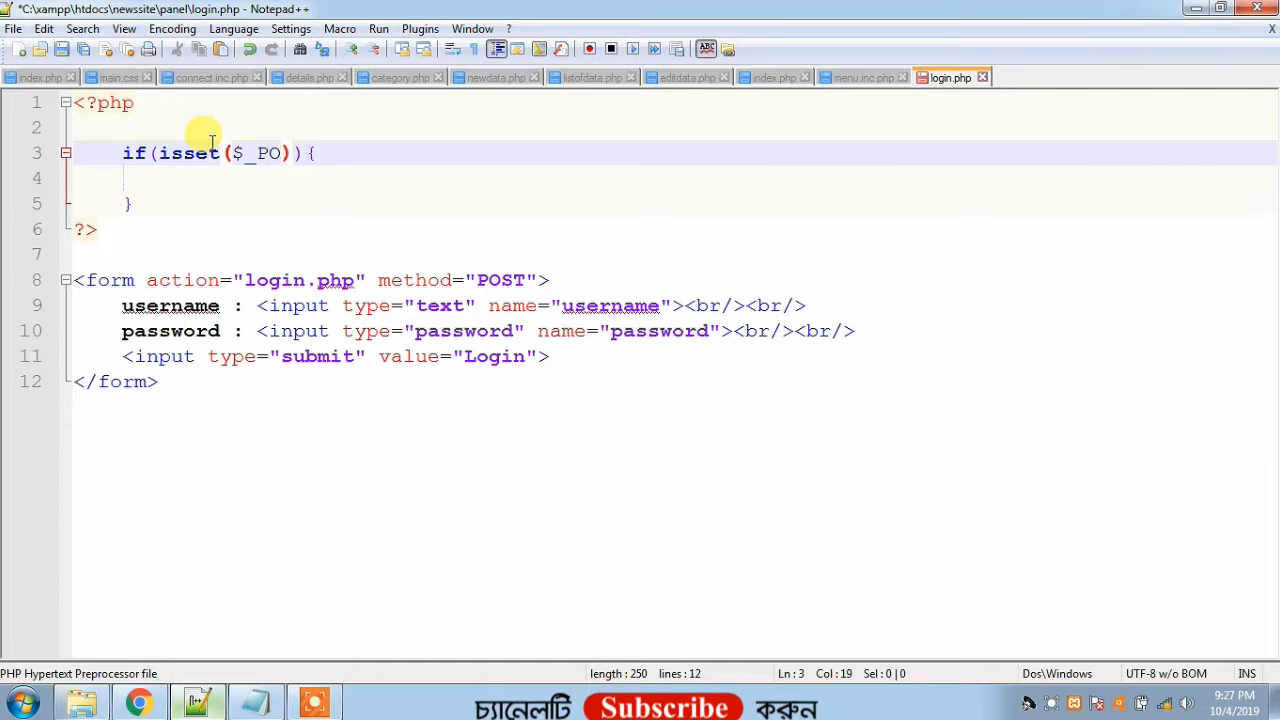 *C:\xampp\htdocs\newssite\panel\login.php - Notepad++
File Edit Search View Encoding Language Settings Macro Run Plugins Window ? X
index.php main.css connect.inc.php details.php category.php newdata.php listofdata.php editdata.php index.php menu.inc.php login.php
1 <?php
2
3 if(isset($_PO)){
4
5 }
6 ?>
7
8 <form action="login.php" method="POST">
9 username : <input type="text" name="username"><br/><br/>
10 password : <input type="password" name="password"><br/><br/>
11 <input type="submit" value="Login">
12 </form>
PHP Hypertext Preprocessor file length : 250 lines : 12 Ln : 3 Col : 19 Sel : 0 | 0 Dos\Windows UTF-8 w/o BOM INS
চ্যানেলটি Subscribe করুন
9:27 PM
10/4/2019